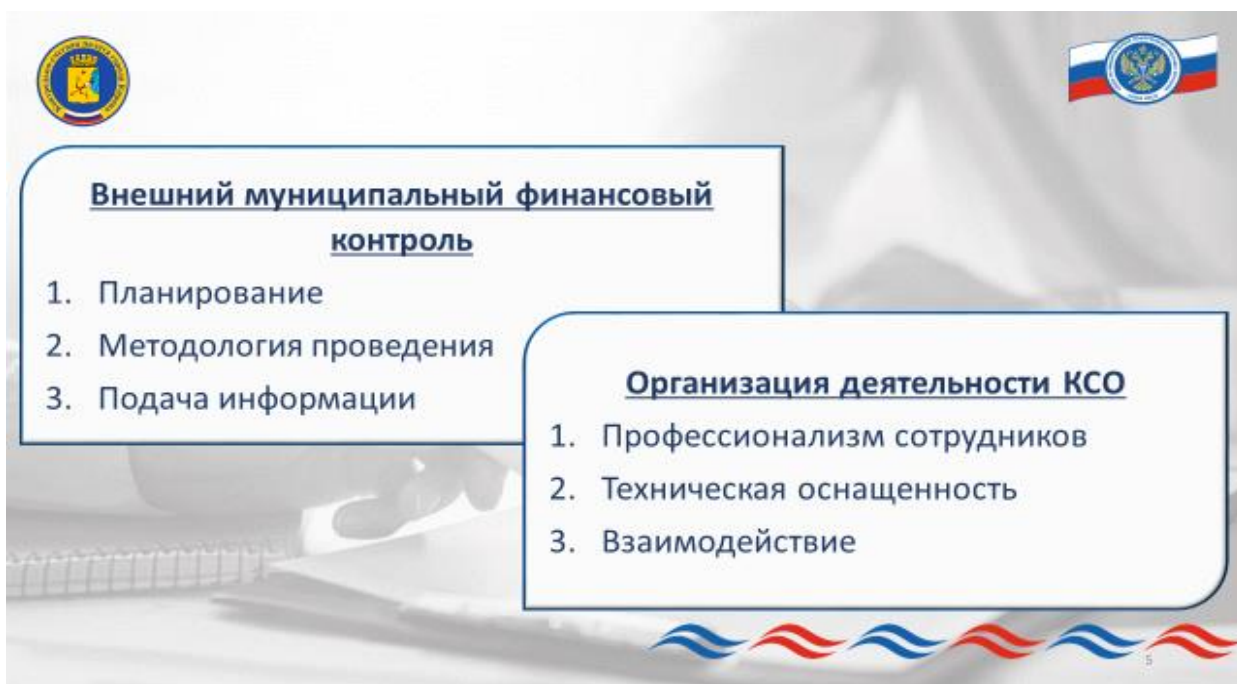 Внешний муниципальный финансовый
контроль
1. Планирование
2. Методология проведения
3. Подача информации
Организация деятельности КСО
1. Профессионализм сотрудников
2. Техническая оснащенность
3. Взаимодействие
5